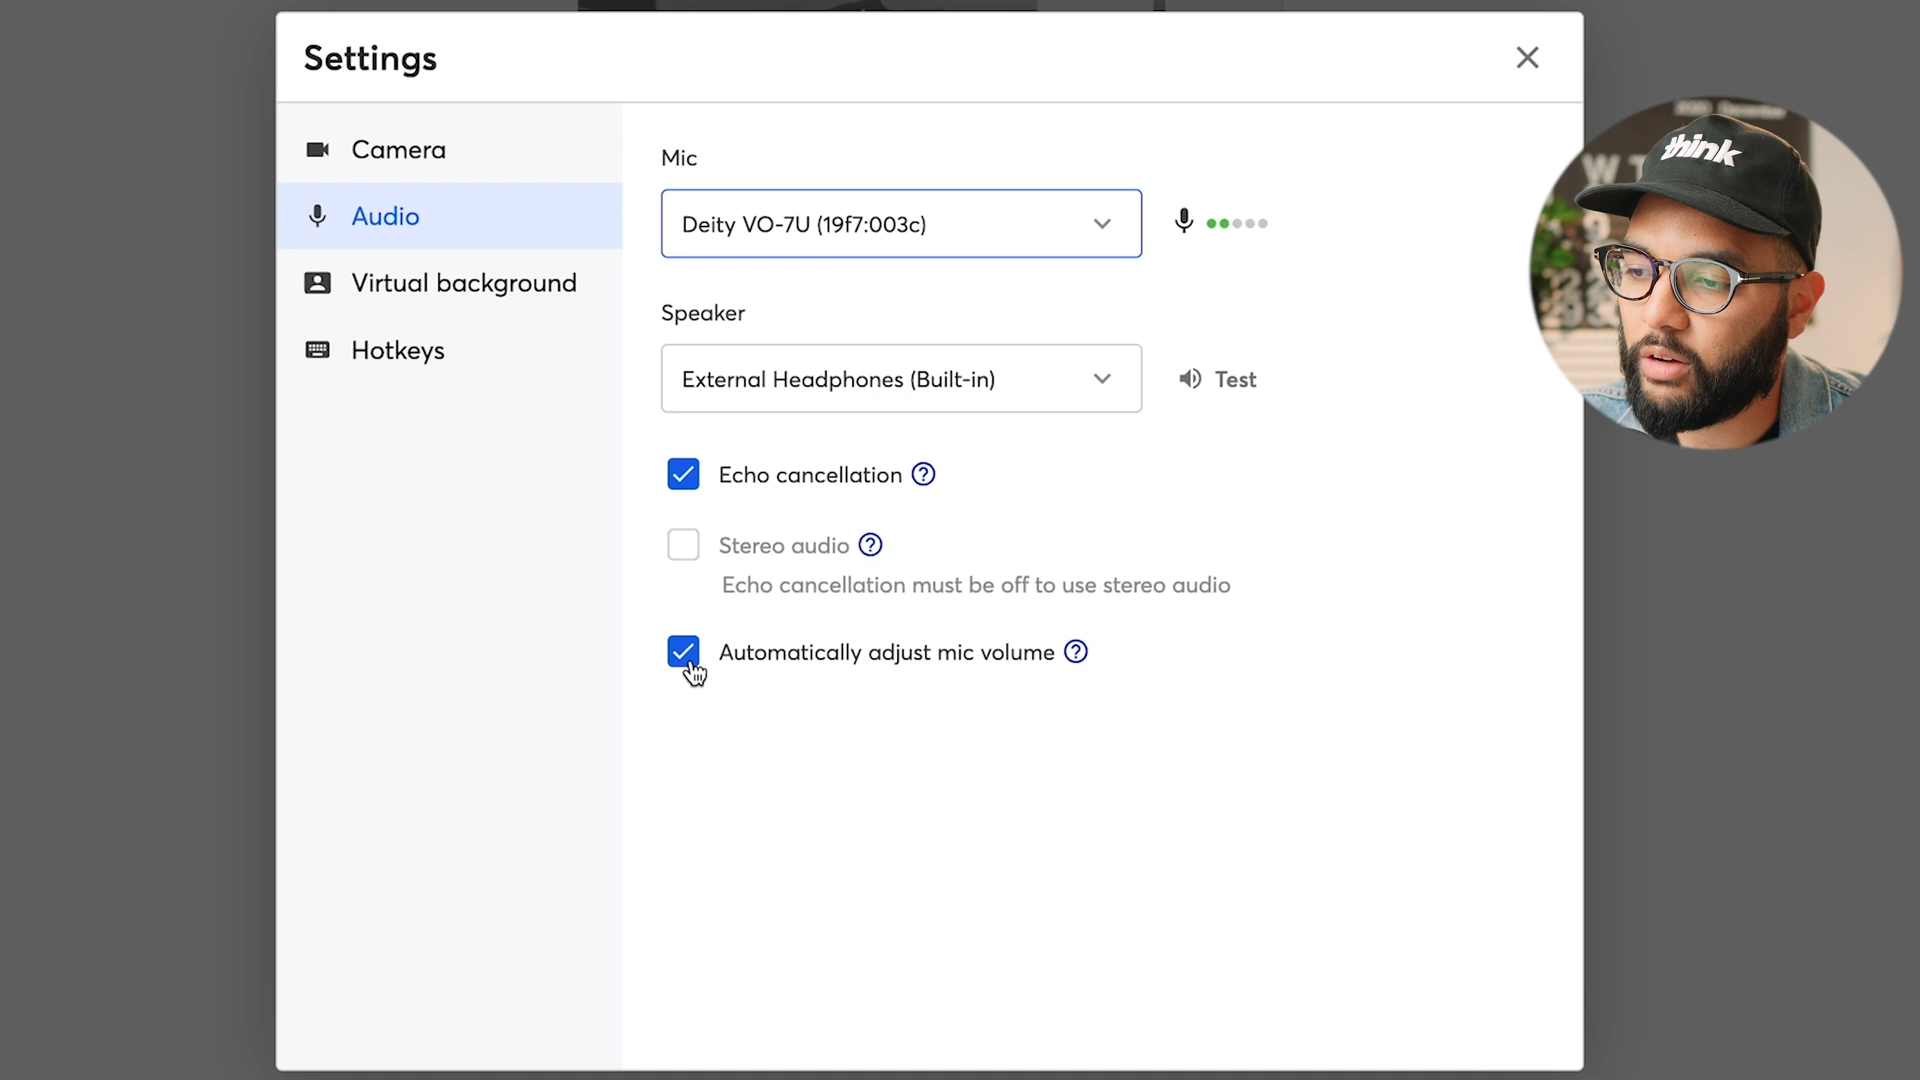 Settings
Camera
Audio
Virtual background
Hotkeys
Mic
Deity VO-7U (19f7:003c)
Speaker
External Headphones (Built-in)
Test
Echo cancellation
Stereo audio
Echo cancellation must be off to use stereo audio
Automatically adjust mic volume
think